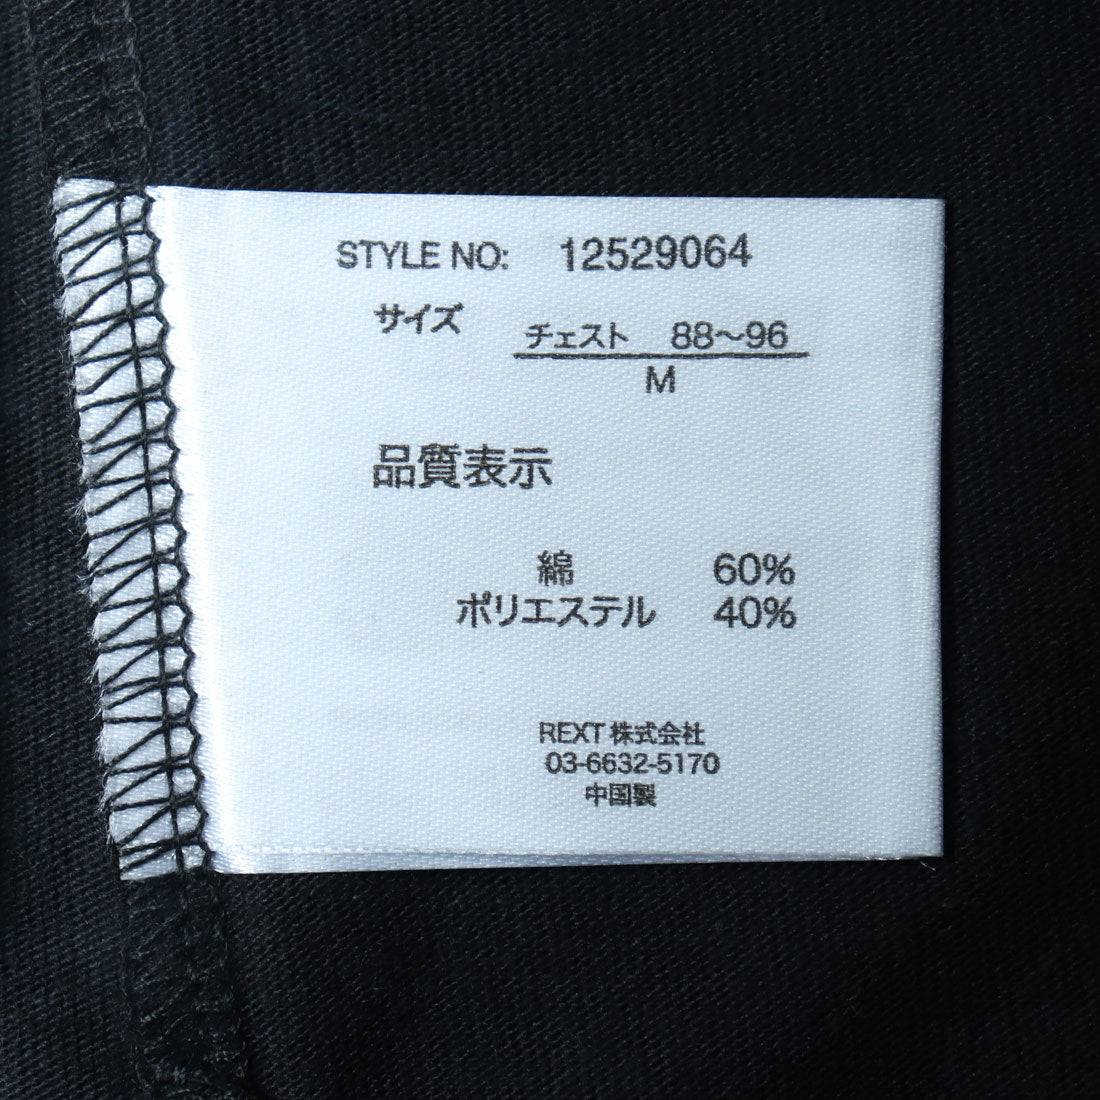 STYLE NO: 12529064
サイズ チェスト 88〜96
M
品質表示
綿 60%
ポリエステル 40%
REXT 株式会社
03-6632-5170
中国製